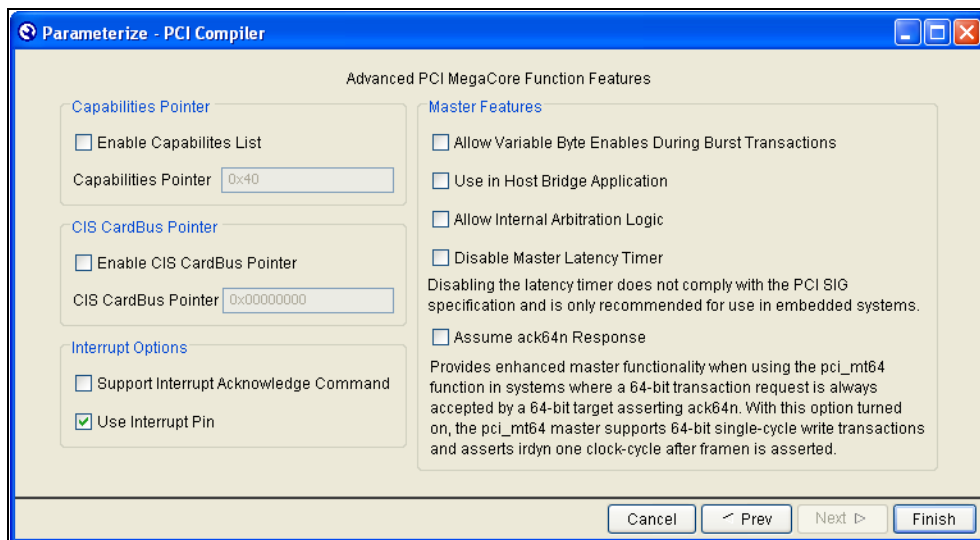 Parameterize - PCI Compiler
Advanced PCI MegaCore Function Features
Capabilities Pointer
Enable Capabilites List
Capabilities Pointer 0x40
CIS CardBus Pointer
Enable CIS CardBus Pointer
CIS CardBus Pointer 0x00000000
Interrupt Options
Support Interrupt Acknowledge Command
Use Interrupt Pin
Master Features
Allow Variable Byte Enables During Burst Transactions
Use in Host Bridge Application
Allow Internal Arbitration Logic
Disable Master Latency Timer
Disabling the latency timer does not comply with the PCI SIG
specification and is only recommended for use in embedded systems.
Assume ack64n Response
Provides enhanced master functionality when using the pci_mt64
function in systems where a 64-bit transaction request is always
accepted by a 64-bit target asserting ack64n. With this option turned
on, the pci_mt64 master supports 64-bit single-cycle write transactions
and asserts irdyn one clock-cycle after framen is asserted.
Cancel Prev Next Finish